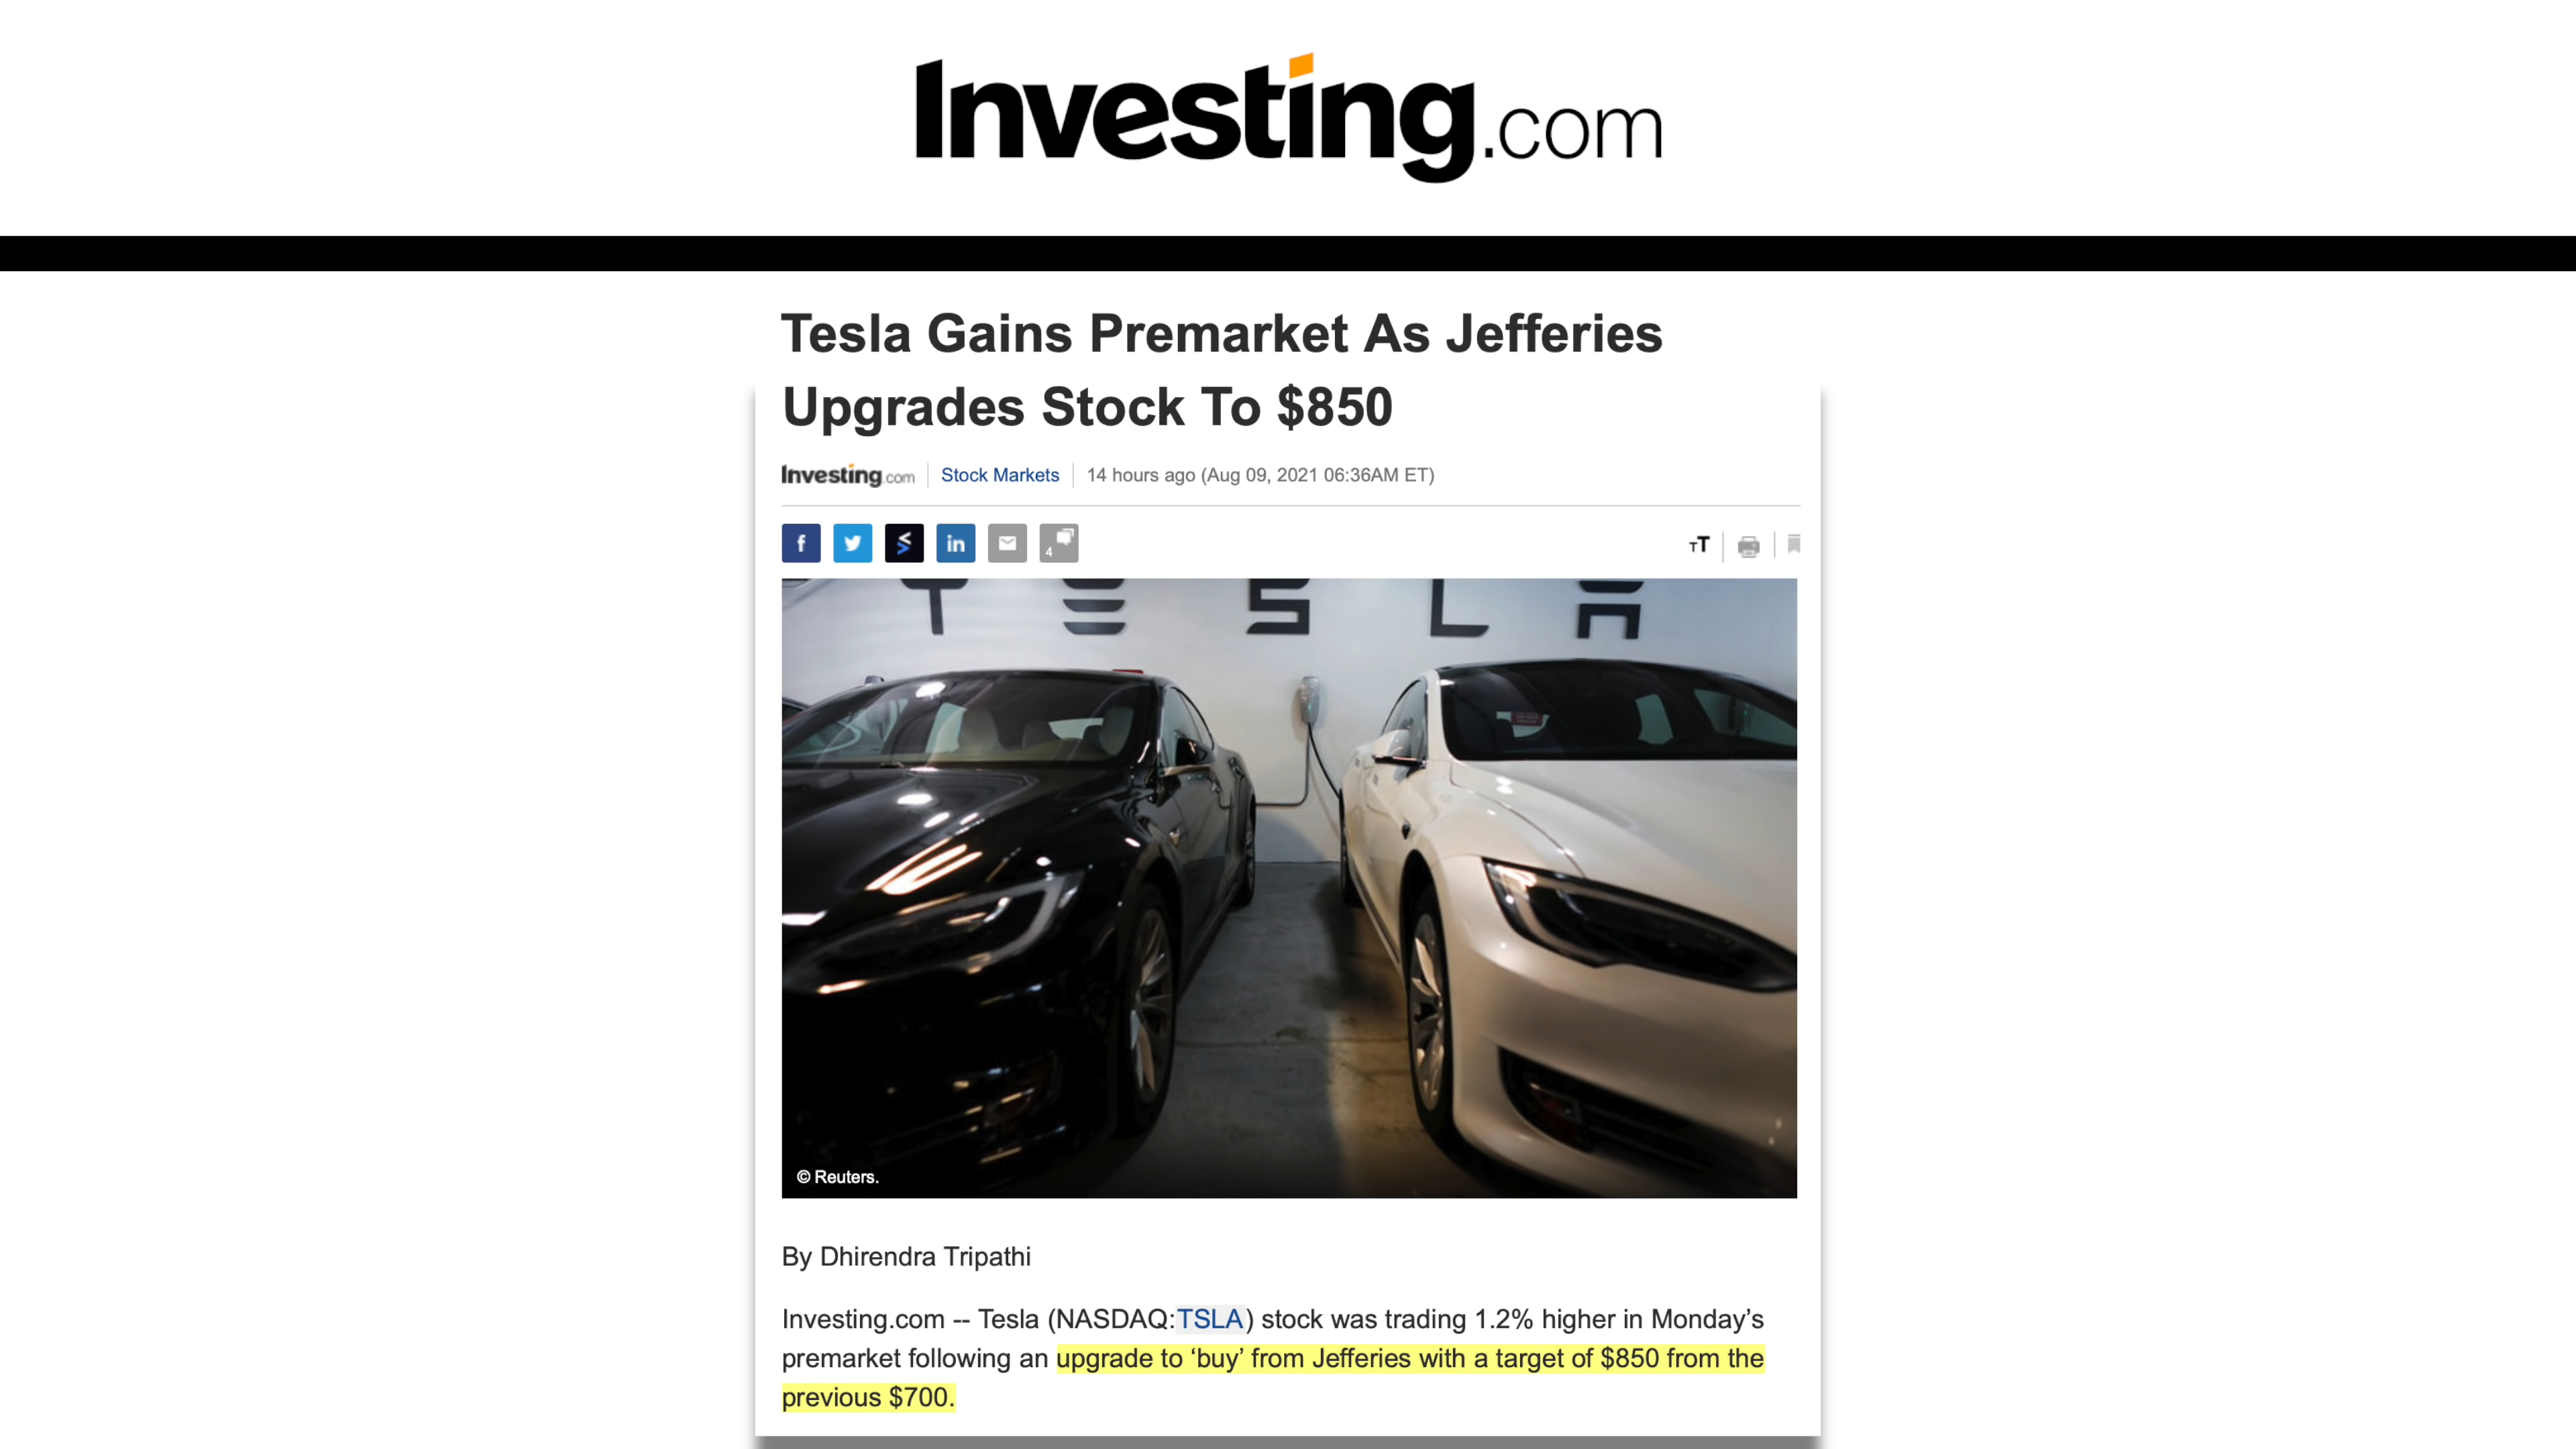 Investing.com
Tesla Gains Premarket As Jefferies
Upgrades Stock To $850
Investing.com Stock Markets 14 hours ago (Aug 09, 2021 06:36AM ET)
f in 4 TT
TESLA
© Reuters.
By Dhirendra Tripathi
Investing.com -- Tesla (NASDAQ:TSLA) stock was trading 1.2% higher in Monday’s
premarket following an upgrade to ‘buy’ from Jefferies with a target of $850 from the
previous $700.